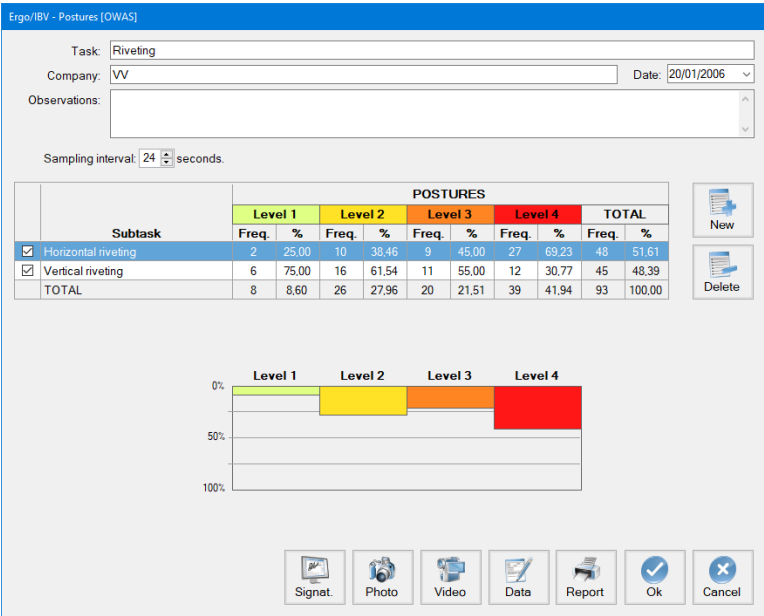 Ergo/IBV - Postures [OWAS]
Task: Riveting
Company: VV Date: 20/01/2006
Observations:
Sampling interval: 24 seconds.
POSTURES
Level 1 Level 2 Level 3 Level 4 TOTAL
Subtask Freq. % Freq. % Freq. % Freq. % Freq. %
Horizontal riveting 2 25,00 10 38,46 9 45,00 27 69,23 48 51,61
Vertical riveting 6 75,00 16 61,54 11 55,00 12 30,77 45 48,39
TOTAL 8 8,60 26 27,96 20 21,51 39 41,94 93 100,00
New
Delete
Level 1 Level 2 Level 3 Level 4
0%
50%
100%
Signat. Photo Video Data Report Ok Cancel